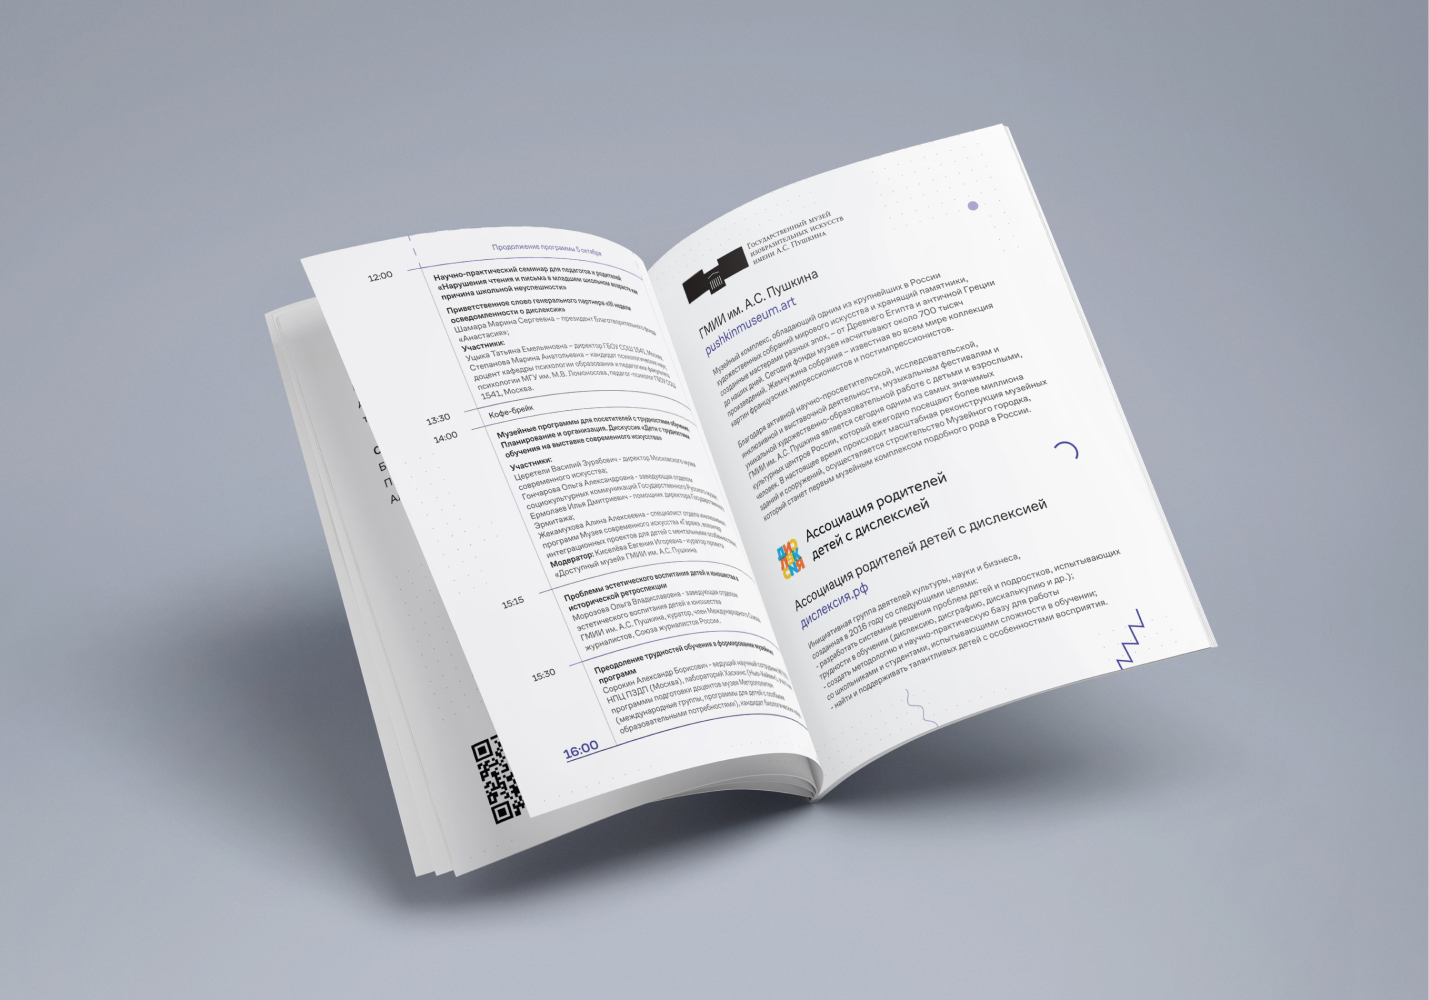 Продолжение программы 5 октября
12:00
Научно-практический семинар для педагогов и родителей
«Нарушения чтения и письма в младшем школьном возрасте как
причина школьной неуспешности»
Приветственное слово генерального партнера «III недели
осведомленности о дислексии»
Шамара Марина Сергеевна – президент Благотворительного фонда
«Анастасия»;
Участники:
Уцика Татьяна Емельяновна – директор ГБОУ СОШ 1541, Москва;
Степанова Марина Анатольевна – кандидат психологических наук,
доцент кафедры психологии образования и педагогики факультета
психологии МГУ им. М.В. Ломоносова, педагог-психолог ГБОУ СОШ
1541, Москва.
13:30
Кофе-брейк
14:00
Музейные программы для посетителей с трудностями обучения.
Планирование и организация. Дискуссия «Дети с трудностями
обучения на выставке современного искусства»
Участники:
Церетели Василий Зурабович - директор Московского музея
современного искусства;
Гончарова Ольга Александровна - заведующая отделом
социокультурных коммуникаций Государственного Русского музея;
Ермолаев Илья Дмитриевич - помощник директора Государственного
Эрмитажа;
Жекамухова Алина Алексеевна - специалист отдела инклюзивных
программ Музея современного искусства «Гараж», куратор
интеграционных проектов для детей с ментальными особенностями
Модератор: Киселёва Евгения Игоревна - куратор проекта
«Доступный музей» ГМИИ им. А.С. Пушкина
15:15
Проблемы эстетического воспитания детей и юношества в
исторической ретроспекции
Морозова Ольга Владиславовна - заведующая отделом
эстетического воспитания детей и юношества
ГМИИ им. А.С. Пушкина, куратор, член Международного Союза
журналистов, Союза журналистов России.
15:30
Преодоление трудностей обучения в формировании музейных
программ
Сорокин Александр Борисович - ведущий научный сотрудник
НПЦ ПЗДП (Москва), лаборатория Хаскинс (Нью-Хейвен),
программы подготовки доцентов музея Метрополитен
(международные группы, программы для детей с особыми
образовательными потребностями), кандидат биологических
16:00
Государственный музей
изобразительных искусств
имени А.С. Пушкина
ГМИИ им. А.С. Пушкина
pushkinmuseum.art
Музейный комплекс, обладающий одним из крупнейших в России
художественных собраний мирового искусства и хранящий памятники,
созданные мастерами разных эпох, – от Древнего Египта и античной Греции
до наших дней. Сегодня фонды музея насчитывают около 700 тысяч
произведений. Жемчужина собрания – известная во всем мире коллекция
картин французских импрессионистов и постимпрессионистов.
Благодаря активной научно-просветительской, исследовательской,
инклюзивной и выставочной деятельности, музыкальным фестивалям и
уникальной художественно-образовательной работе с детьми и взрослыми,
ГМИИ им. А.С. Пушкина является сегодня одним из самых значимых
культурных центров России, который ежегодно посещают более миллиона
человек. В настоящее время происходит масштабная реконструкция музейных
зданий и сооружений, осуществляется строительство Музейного городка,
который станет первым музейным комплексом подобного рода в России.
ДИСЛЕКСИЯ
Ассоциация родителей
детей с дислексией
Ассоциация родителей детей с дислексией
дислексия.рф
Инициативная группа деятелей культуры, науки и бизнеса,
созданная в 2016 году со следующими целями:
- разработать системные решения проблем детей и подростков, испытывающих
трудности в обучении (дислексию, дисграфию, дискалькулию и др.);
- создать методологию и научно-практическую базу для работы
со школьниками и студентами, испытывающими сложности в обучении;
- найти и поддерживать талантливых детей с особенностями восприятия.